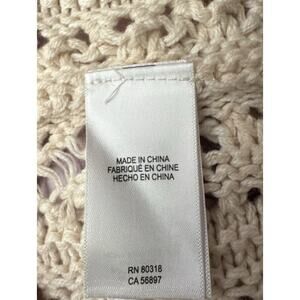 MADE IN CHINA
FABRIQUÉ EN CHINE
HECHO EN CHINA
RN 80318
CA 56897